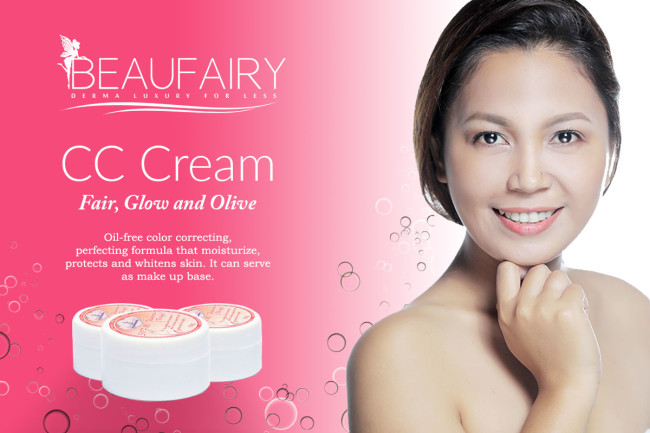 BEAUFAIRY
DERMA LUXURY FOR LESS
CC Cream
Fair, Glow and Olive
Oil-free color correcting,
perfecting formula that moisturize,
protects and whitens skin. It can serve
as make up base.